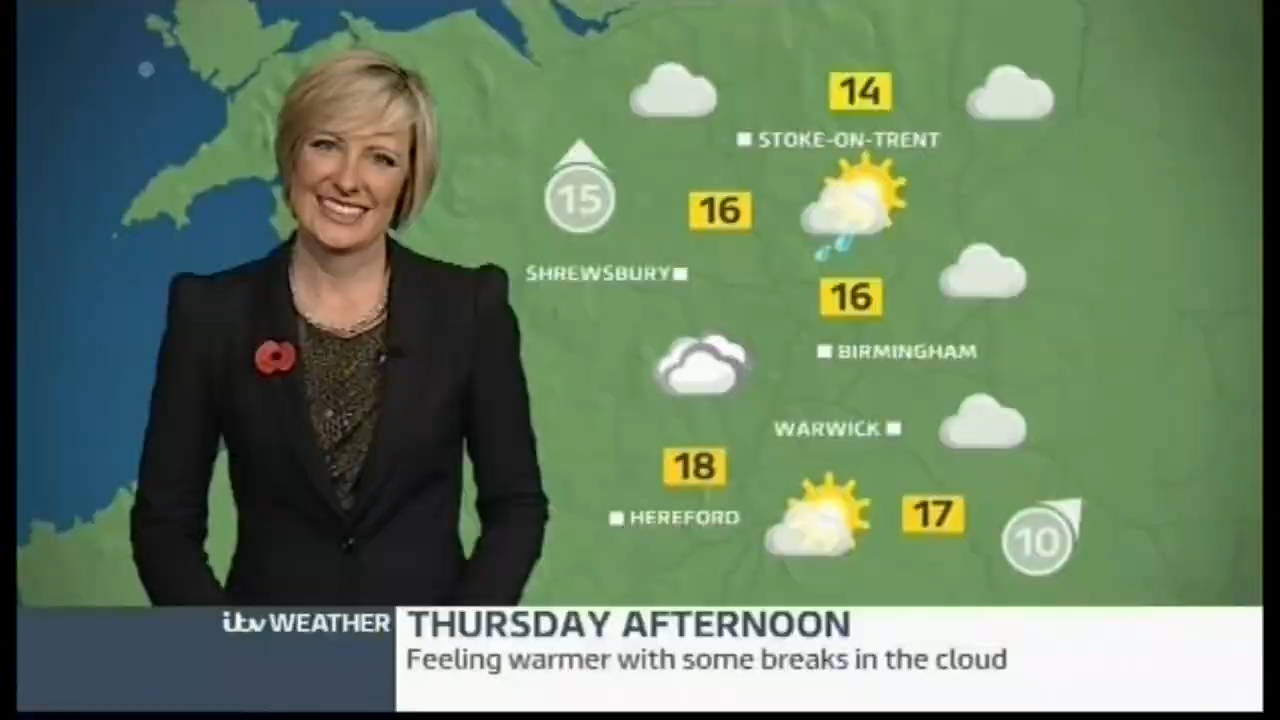 14
STOKE-ON-TRENT
15
16
SHREWSBURY
16
BIRMINGHAM
WARWICK
18
HEREFORD
17
10
itv WEATHER
THURSDAY AFTERNOON
Feeling warmer with some breaks in the cloud